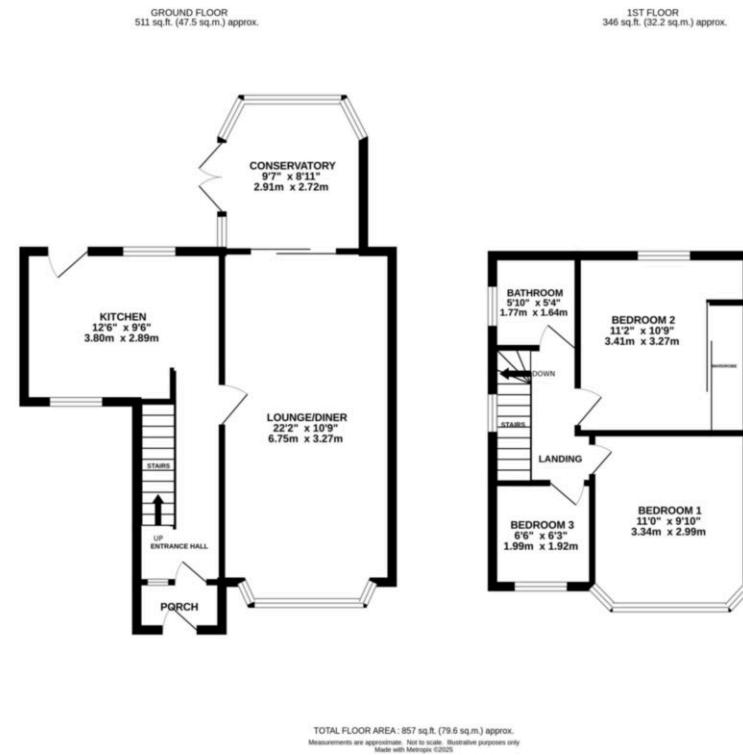 GROUND FLOOR
511 sq.ft. (47.5 sq.m.) approx.
1ST FLOOR
346 sq.ft. (32.2 sq.m.) approx.
CONSERVATORY
9'7" x 8'11"
2.91m x 2.72m
KITCHEN
12'6" x 9'6"
3.80m x 2.89m
LOUNGE/DINER
22'2" x 10'9"
6.75m x 3.27m
STAIRS
UP
ENTRANCE HALL
PORCH
BATHROOM
5'10" x 5'4"
1.77m x 1.64m
BEDROOM 2
11'2" x 10'9"
3.41m x 3.27m
WARDROBE
DOWN
STAIRS
LANDING
BEDROOM 3
6'6" x 6'3"
1.99m x 1.92m
BEDROOM 1
11'0" x 9'10"
3.34m x 2.99m
TOTAL FLOOR AREA : 857 sq.ft. (79.6 sq.m.) approx.
Measurements are approximate. Not to scale. Illustrative purposes only
Made with Metropix ©2025